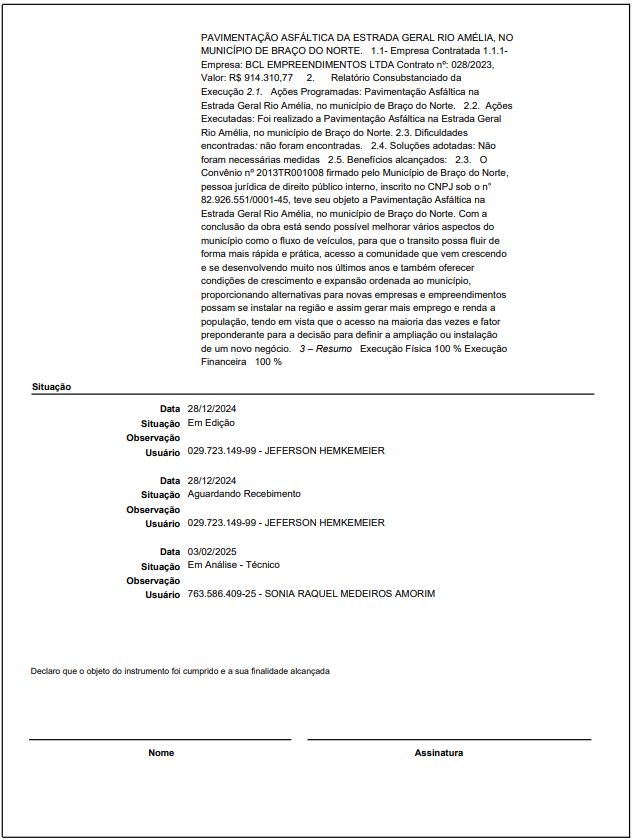 PAVIMENTAÇÃO ASFÁLTICA DA ESTRADA GERAL RIO AMÉLIA, NO
MUNICÍPIO DE BRAÇO DO NORTE. 1.1- Empresa Contratada 1.1.1-
Empresa: BCL EMPREENDIMENTOS LTDA Contrato nº: 028/2023,
Valor: R$ 914.310,77 2. Relatório Consubstanciado da
Execução 2.1. Ações Programadas: Pavimentação Asfáltica na
Estrada Geral Rio Amélia, no município de Braço do Norte. 2.2. Ações
Executadas: Foi realizado a Pavimentação Asfáltica na Estrada Geral
Rio Amélia, no município de Braço do Norte. 2.3. Dificuldades
encontradas: não foram encontradas. 2.4. Soluções adotadas: Não
foram necessárias medidas 2.5. Benefícios alcançados: 2.3. O
Convênio nº 2013TR001008 firmado pelo Município de Braço do Norte,
pessoa jurídica de direito público interno, inscrito no CNPJ sob o n°
82.926.551/0001-45, teve seu objeto a Pavimentação Asfáltica na
Estrada Geral Rio Amélia, no município de Braço do Norte. Com a
conclusão da obra está sendo possível melhorar vários aspectos do
município como o fluxo de veículos, para que o transito possa fluir de
forma mais rápida e prática, acesso a comunidade que vem crescendo
e se desenvolvendo muito nos últimos anos e também oferecer
condições de crescimento e expansão ordenada ao município,
proporcionando alternativas para novas empresas e empreendimentos
possam se instalar na região e assim gerar mais emprego e renda a
população, tendo em vista que o acesso na maioria das vezes e fator
preponderante para a decisão para definir a ampliação ou instalação
de um novo negócio. 3 – Resumo Execução Física 100 % Execução
Financeira 100 %
Situação
Data 28/12/2024
Situação Em Edição
Observação
Usuário 029.723.149-99 - JEFERSON HEMKEMEIER
Data 28/12/2024
Situação Aguardando Recebimento
Observação
Usuário 029.723.149-99 - JEFERSON HEMKEMEIER
Data 03/02/2025
Situação Em Análise - Técnico
Observação
Usuário 763.586.409-25 - SONIA RAQUEL MEDEIROS AMORIM
Declaro que o objeto do instrumento foi cumprido e a sua finalidade alcançada
Nome Assinatura